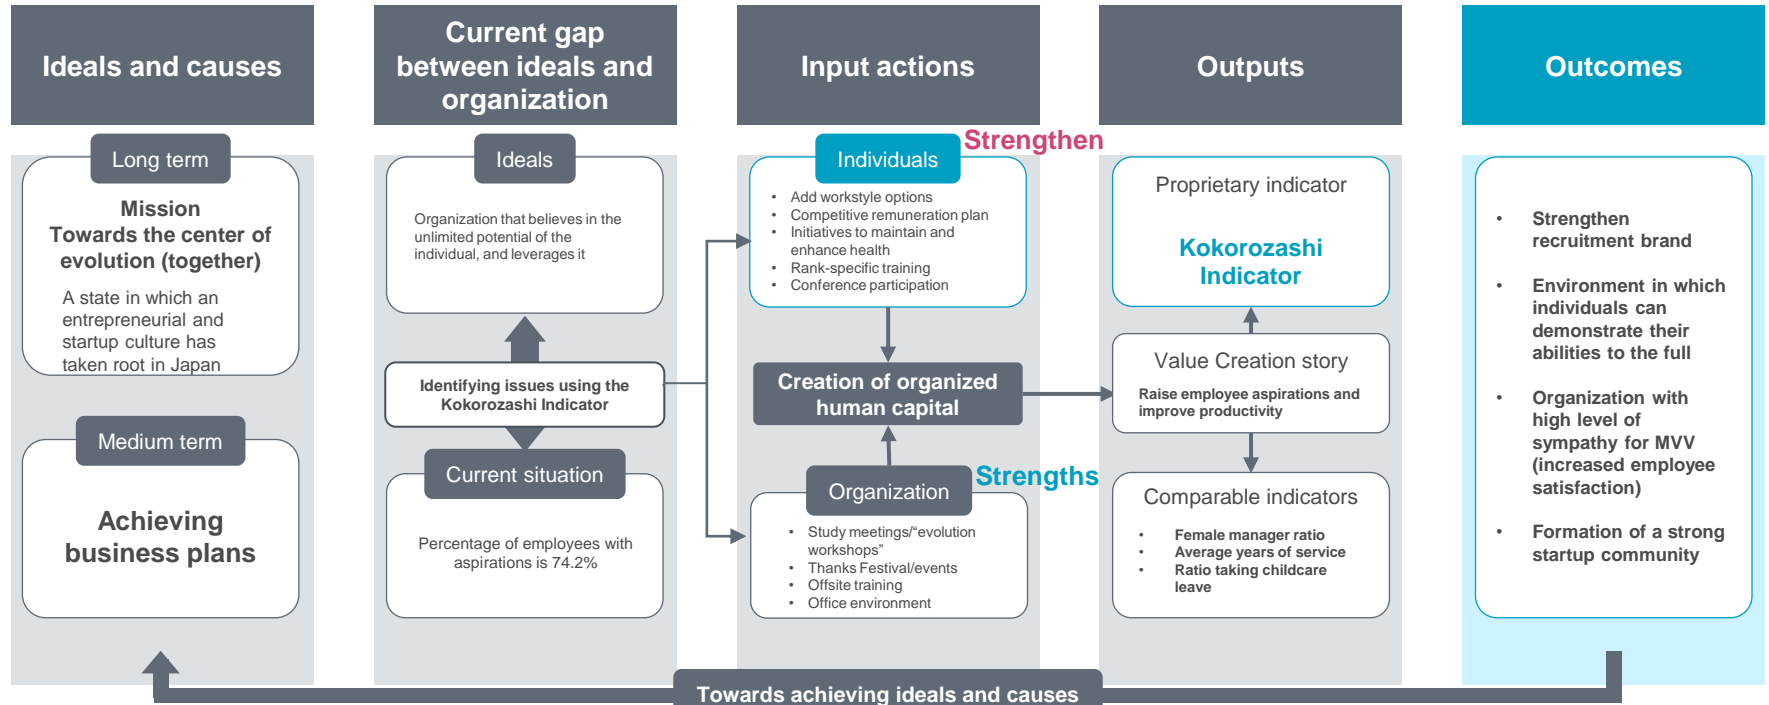 Ideals and causes
Long term
Mission
Towards the center of
evolution (together)
A state in which an
entrepreneurial and
startup culture has
taken root in Japan
Medium term
Achieving
business plans
Current gap
between ideals and
organization
Ideals
Organization that believes in the
unlimited potential of the
individual, and leverages it
Identifying issues using the
Kokorozashi Indicator
Current situation
Percentage of employees with
aspirations is 74.2%
Input actions
Strengthen
Individuals
• Add workstyle options
• Competitive remuneration plan
• Initiatives to maintain and
enhance health
• Rank-specific training
• Conference participation
Creation of organized
human capital
Strengths
Organization
• Study meetings/“evolution
workshops”
• Thanks Festival/events
• Offsite training
• Office environment
Outputs
Proprietary indicator
Kokorozashi
Indicator
Value Creation story
Raise employee aspirations and
improve productivity
Comparable indicators
• Female manager ratio
• Average years of service
• Ratio taking childcare
leave
Outcomes
• Strengthen
recruitment brand
• Environment in which
individuals can
demonstrate their
abilities to the full
• Organization with
high level of
sympathy for MVV
(increased employee
satisfaction)
• Formation of a strong
startup community
Towards achieving ideals and causes